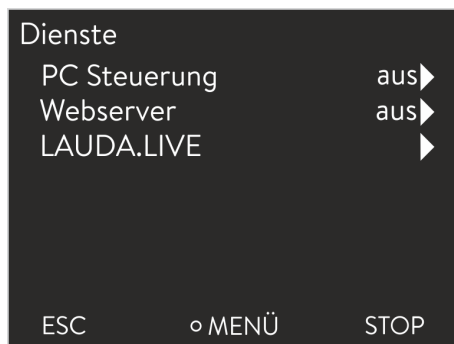 Dienste
PC Steuerung aus
Webserver aus
LAUDA.LIVE
ESC MENÜ STOP